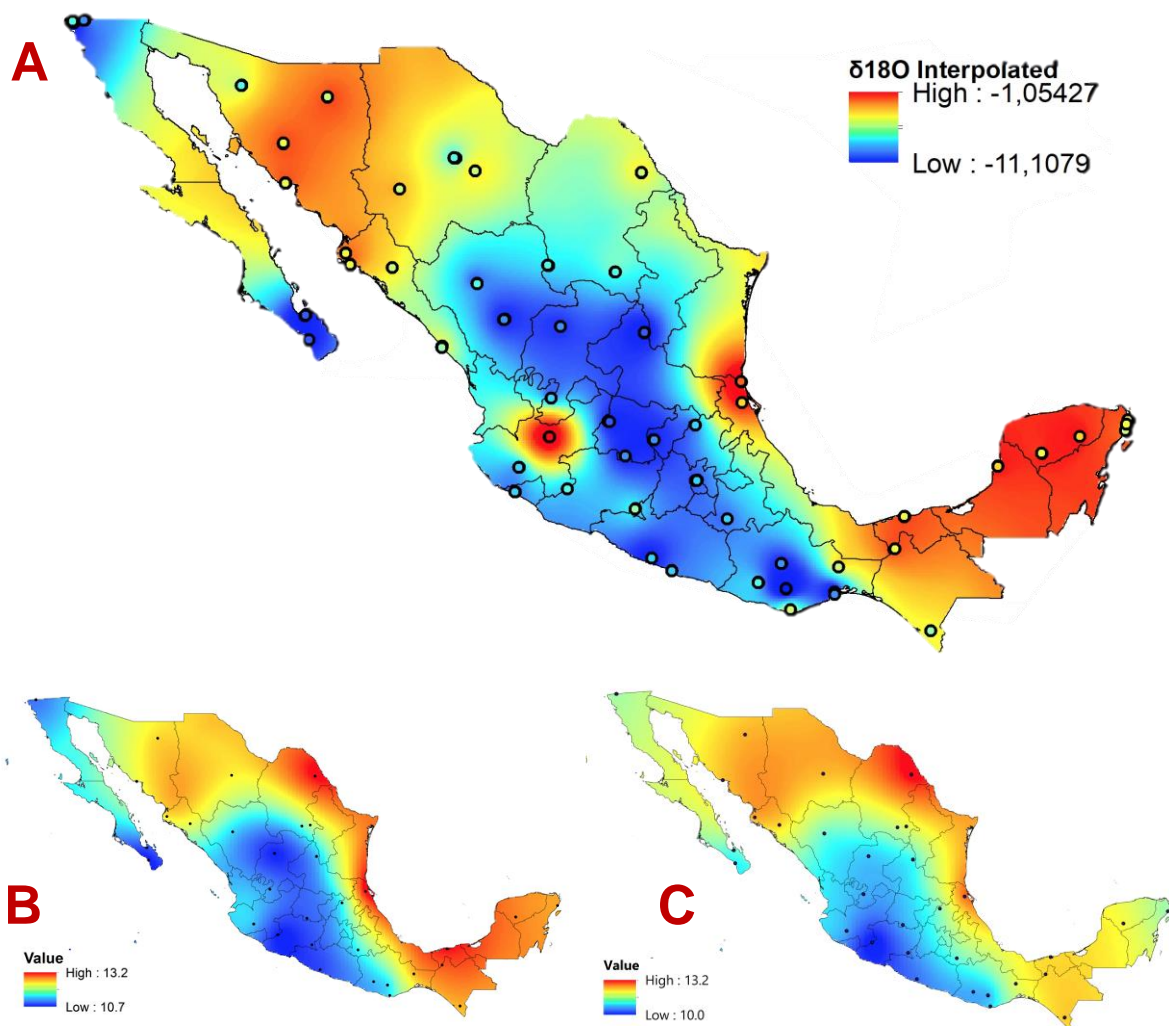 A
δ18O Interpolated
High : -1,05427
Low : -11,1079
B
Value
High : 13.2
Low : 10.7
C
Value
High : 13.2
Low : 10.0